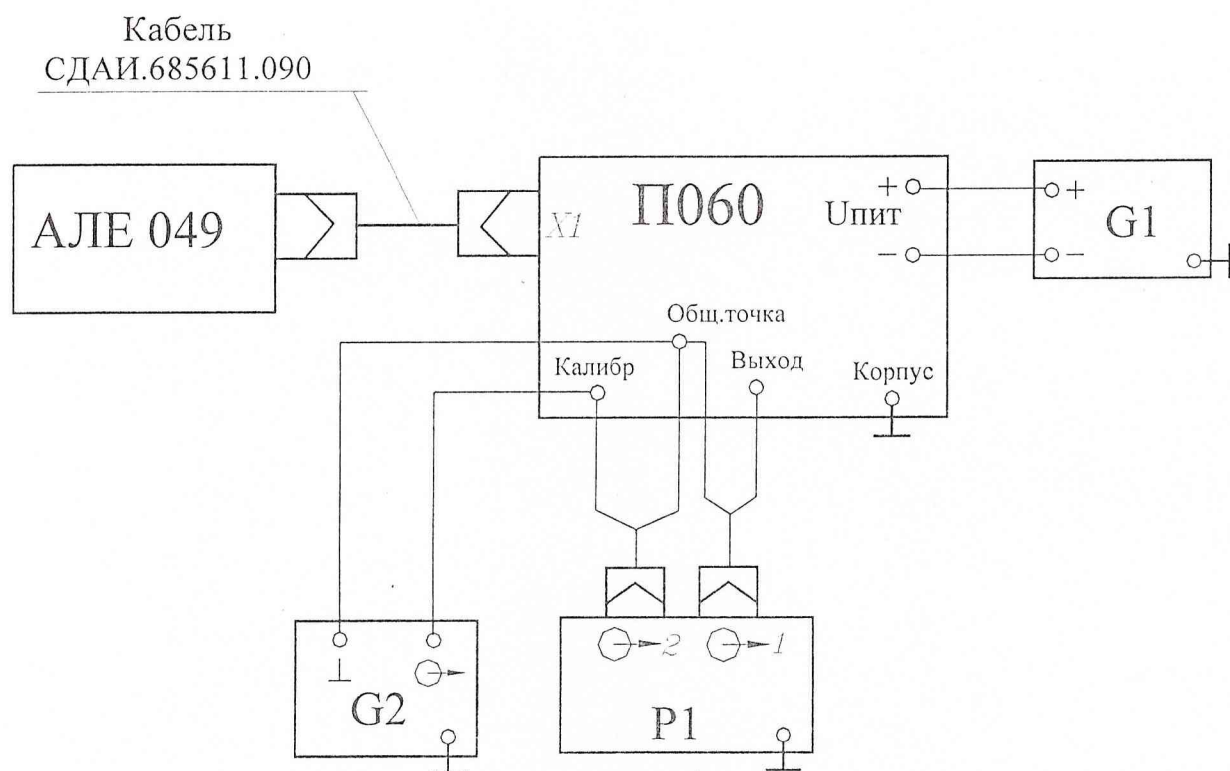 Кабель
СДАИ.685611.090
АЛЕ 049
X1
П060
+
Uпит
−
+
−
G1
Общ.точка
Калибр
Выход
Корпус
G2
2
1
P1